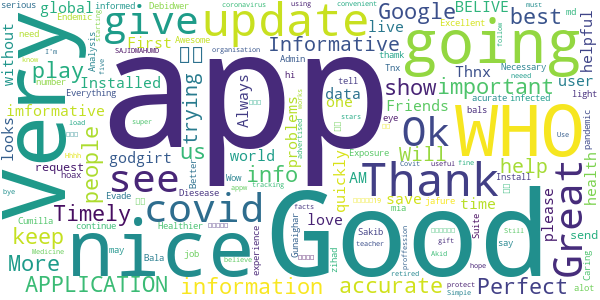 coronavirus using convenient
serious informed Debidwer
Endemic global
without need
Very give update going
Google live BELIVE best helpful
Excellent must follow
Analysis First Awesome Informative
I'm know Installed play
SAJIBWAHUMD organisation
Admin hi tell
trying Always data show important
app
Thnx user
Everything number five
looks
informative
request load super
hoax
people godgirt us
see info world problems
one Friends
stars eye
Ok WHO
Necessary Tnx
acurate infected light
Will AM help
bals
Use pandemic
Better Exposure Covit useful fine
Thank Great health
quickly save Suite Install please
Wow Diesease tracking
Timely covid
bye Evade
keep Cumilla
continue Healthier
More may Bala job
APPLICATION
nice Good
love experience
Gunaighar facts teacher
zihad
mia jafure time
accurate
Sakib gift Akid
proffession retired
information
Perfect
say Still send
hope protect Simple
alot Caring
Medicine believe